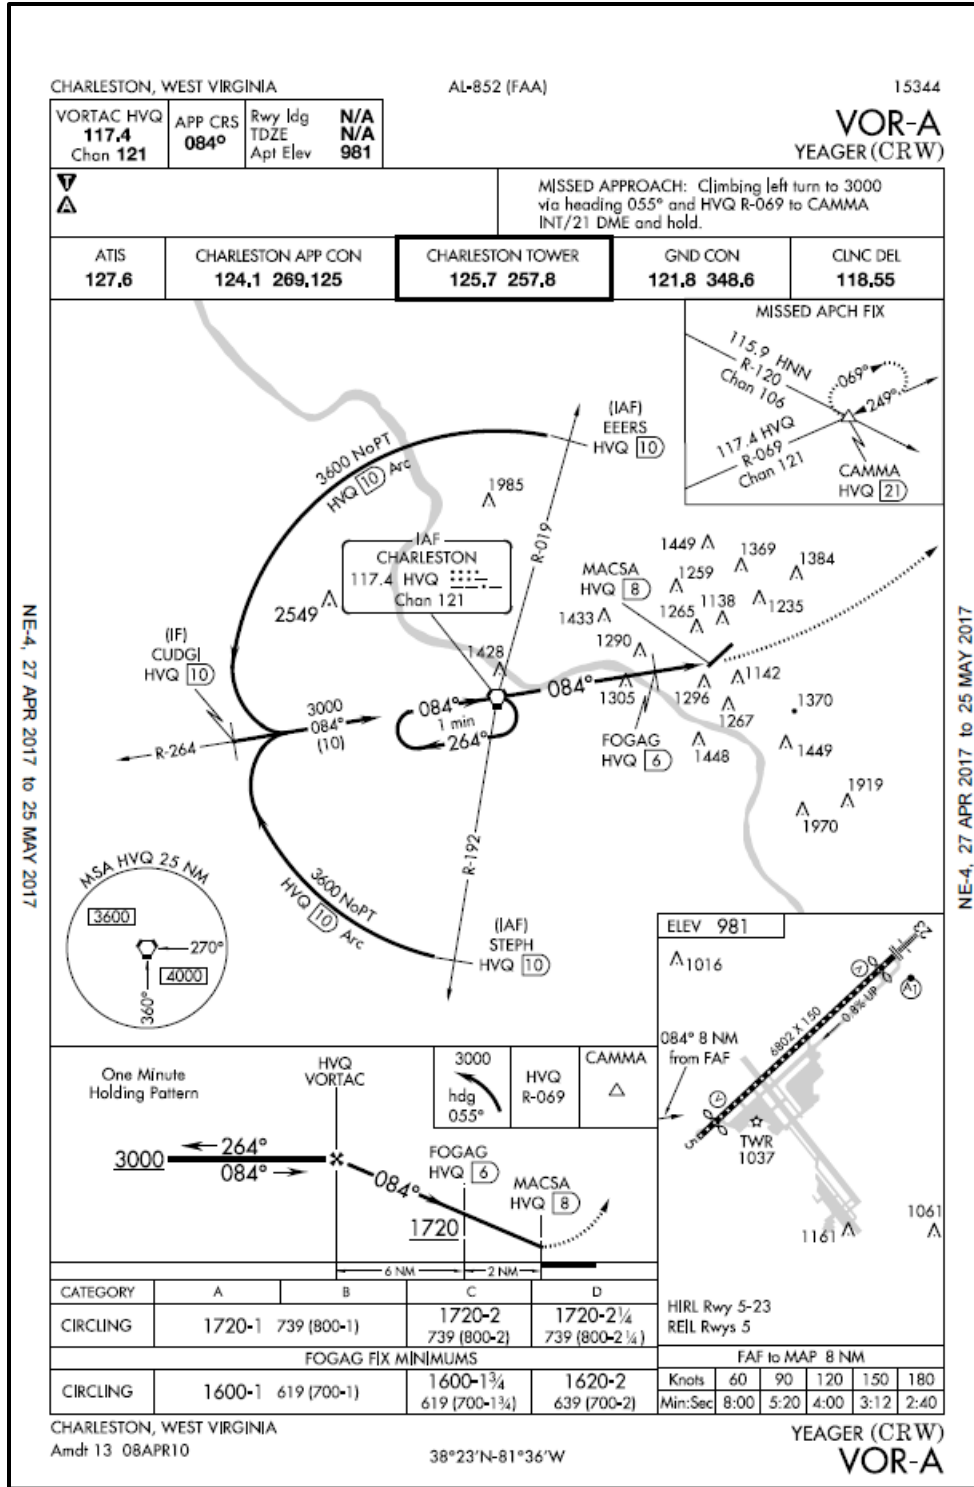 CHARLESTON, WEST VIRGINIA AL-852 (FAA) 15344
VORTAC HVQ
117.4
Chan 121
APP CRS
084°
Rwy ldg N/A
TDZE N/A
Apt Elev 981
VOR-A
YEAGER (CRW)
T
A
MISSED APPROACH: Climbing left turn to 3000
via heading 055° and HVQ R-069 to CAMMA
INT/21 DME and hold.
ATIS
127.6
CHARLESTON APP CON
124.1 269.125
CHARLESTON TOWER
125.7 257.8
GND CON
121.8 348.6
CLNC DEL
118.55
MISSED APCH FIX
115.9 HNN
R-120
Chan 106
117.4 HVQ
R-069
Chan 121
069°
249°
CAMMA
HVQ 21
(IAF)
EEERS
HVQ 10
3600 NoPT
HVQ 10 Arc
1985
R-019
IAF
CHARLESTON
117.4 HVQ
Chan 121
2549
MACSA
HVQ 8
1449
1369
1384
1259
1433
1265
1138
1235
1290
(IF)
CUDGI
HVQ 10
1428
1305
1296
1142
1370
1267
3000
084°
(10)
084°
1 min
264°
084°
R-264
FOGAG
HVQ 6
1448
1449
1919
1970
R-192
3600 NoPT
HVQ 10 Arc
(IAF)
STEPH
HVQ 10
MSA HVQ 25 NM
3600
270°
4000
360°
NE-4, 27 APR 2017 to 25 MAY 2017
NE-4, 27 APR 2017 to 25 MAY 2017
ELEV 981
1016
23
A1
V
0.8% UP
6802 X 150
084° 8 NM
from FAF
V
5
TWR
1037
1161
1061
HIRL Rwy 5-23
REIL Rwys 5
One Minute
Holding Pattern
HVQ
VORTAC
3000
hdg
055°
HVQ
R-069
CAMMA
3000
264°
084°
084°
FOGAG
HVQ 6
1720
MACSA
HVQ 8
6 NM
2 NM
CATEGORY A B C D
CIRCLING 1720-1 739 (800-1) 1720-2 739 (800-2) 1720-2¼ 739 (800-2¼)
FOGAG FIX MINIMUMS
CIRCLING 1600-1 619 (700-1) 1600-1¾ 619 (700-1¾) 1620-2 639 (700-2)
FAF to MAP 8 NM
Knots 60 90 120 150 180
Min:Sec 8:00 5:20 4:00 3:12 2:40
CHARLESTON, WEST VIRGINIA
Amdt 13 08APR10
38°23'N-81°36'W
YEAGER (CRW)
VOR-A